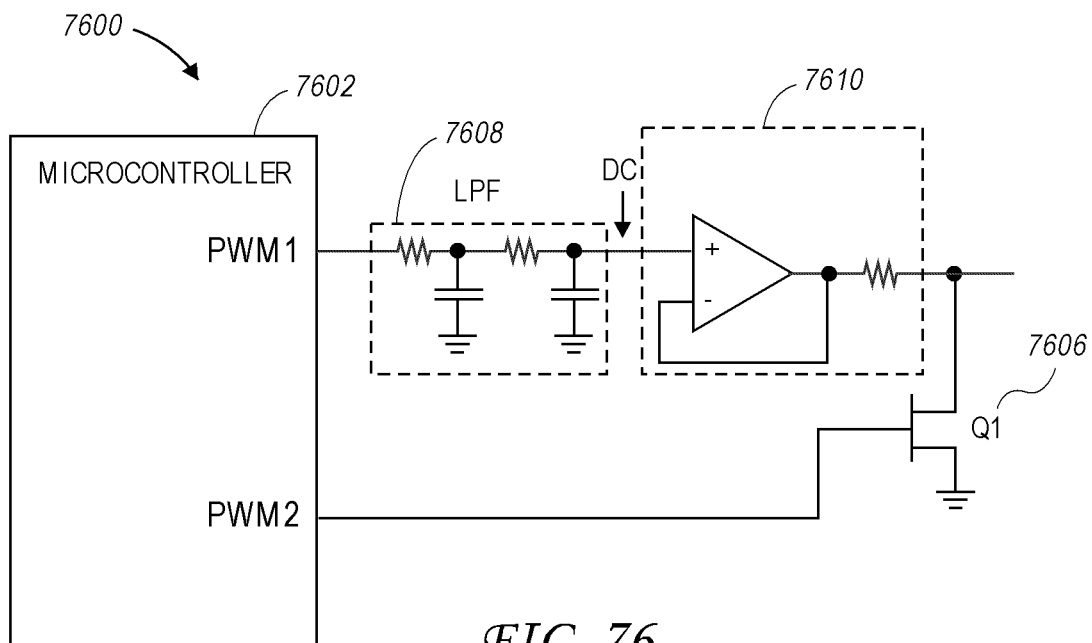 7600
7602
7610
7608
MICROCONTROLLER
DC
LPF
PWM1
+
-
7606
Q1
PWM2
FIG. 76